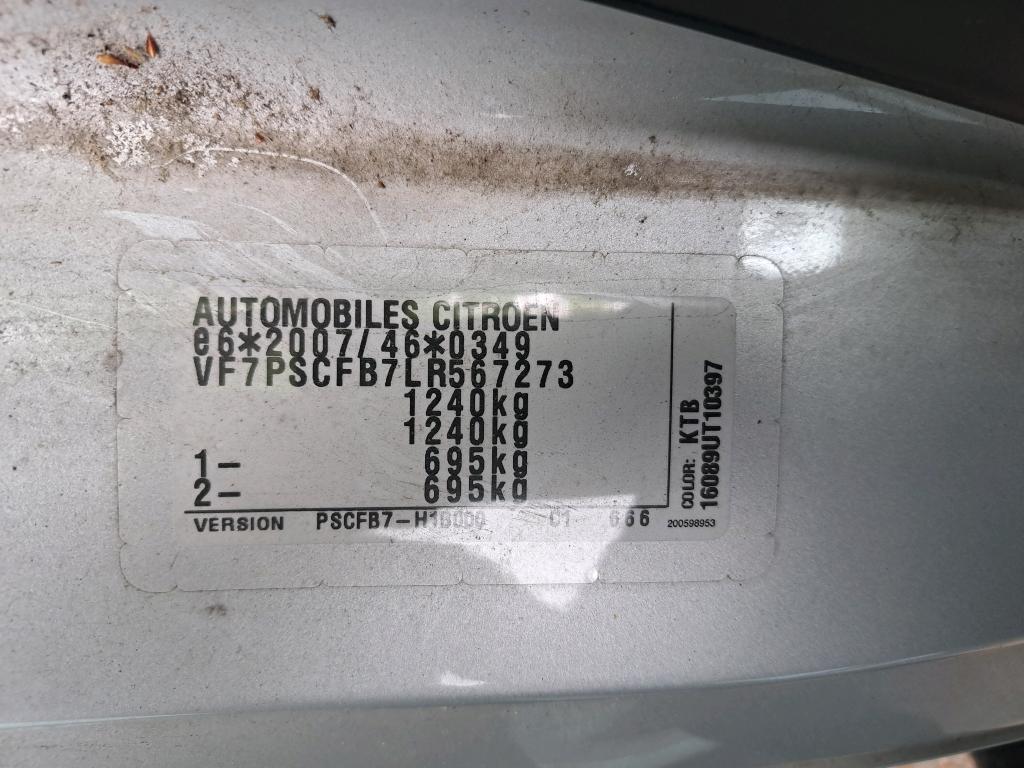 AUTOMOBILES CITROEN
e6*2007/46*0349
VF7PSCFB7LR567273
1240kg
1240kg
1- 695kg
2- 695kg
VERSION PSCFB7-H1B000 C1 666
COLOR: KTB
16089UT10397
200598953